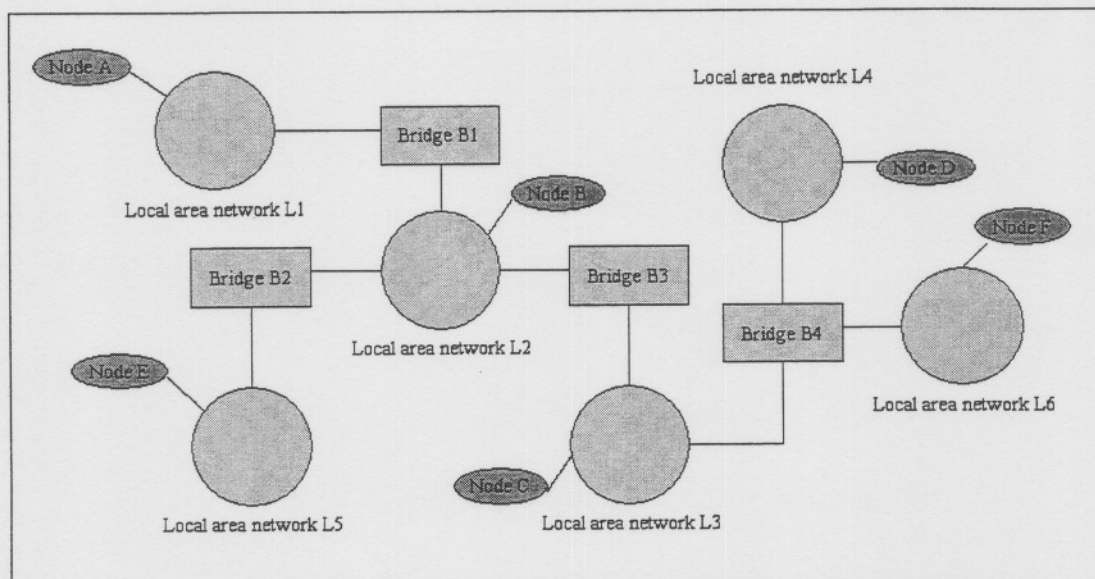 Node A
Local area network L4
Bridge B1
Node D
Node B
Local area network L1
Node F
Bridge B2
Bridge B3
Bridge B4
Local area network L2
Node E
Local area network L6
Node C
Local area network L5
Local area network L3